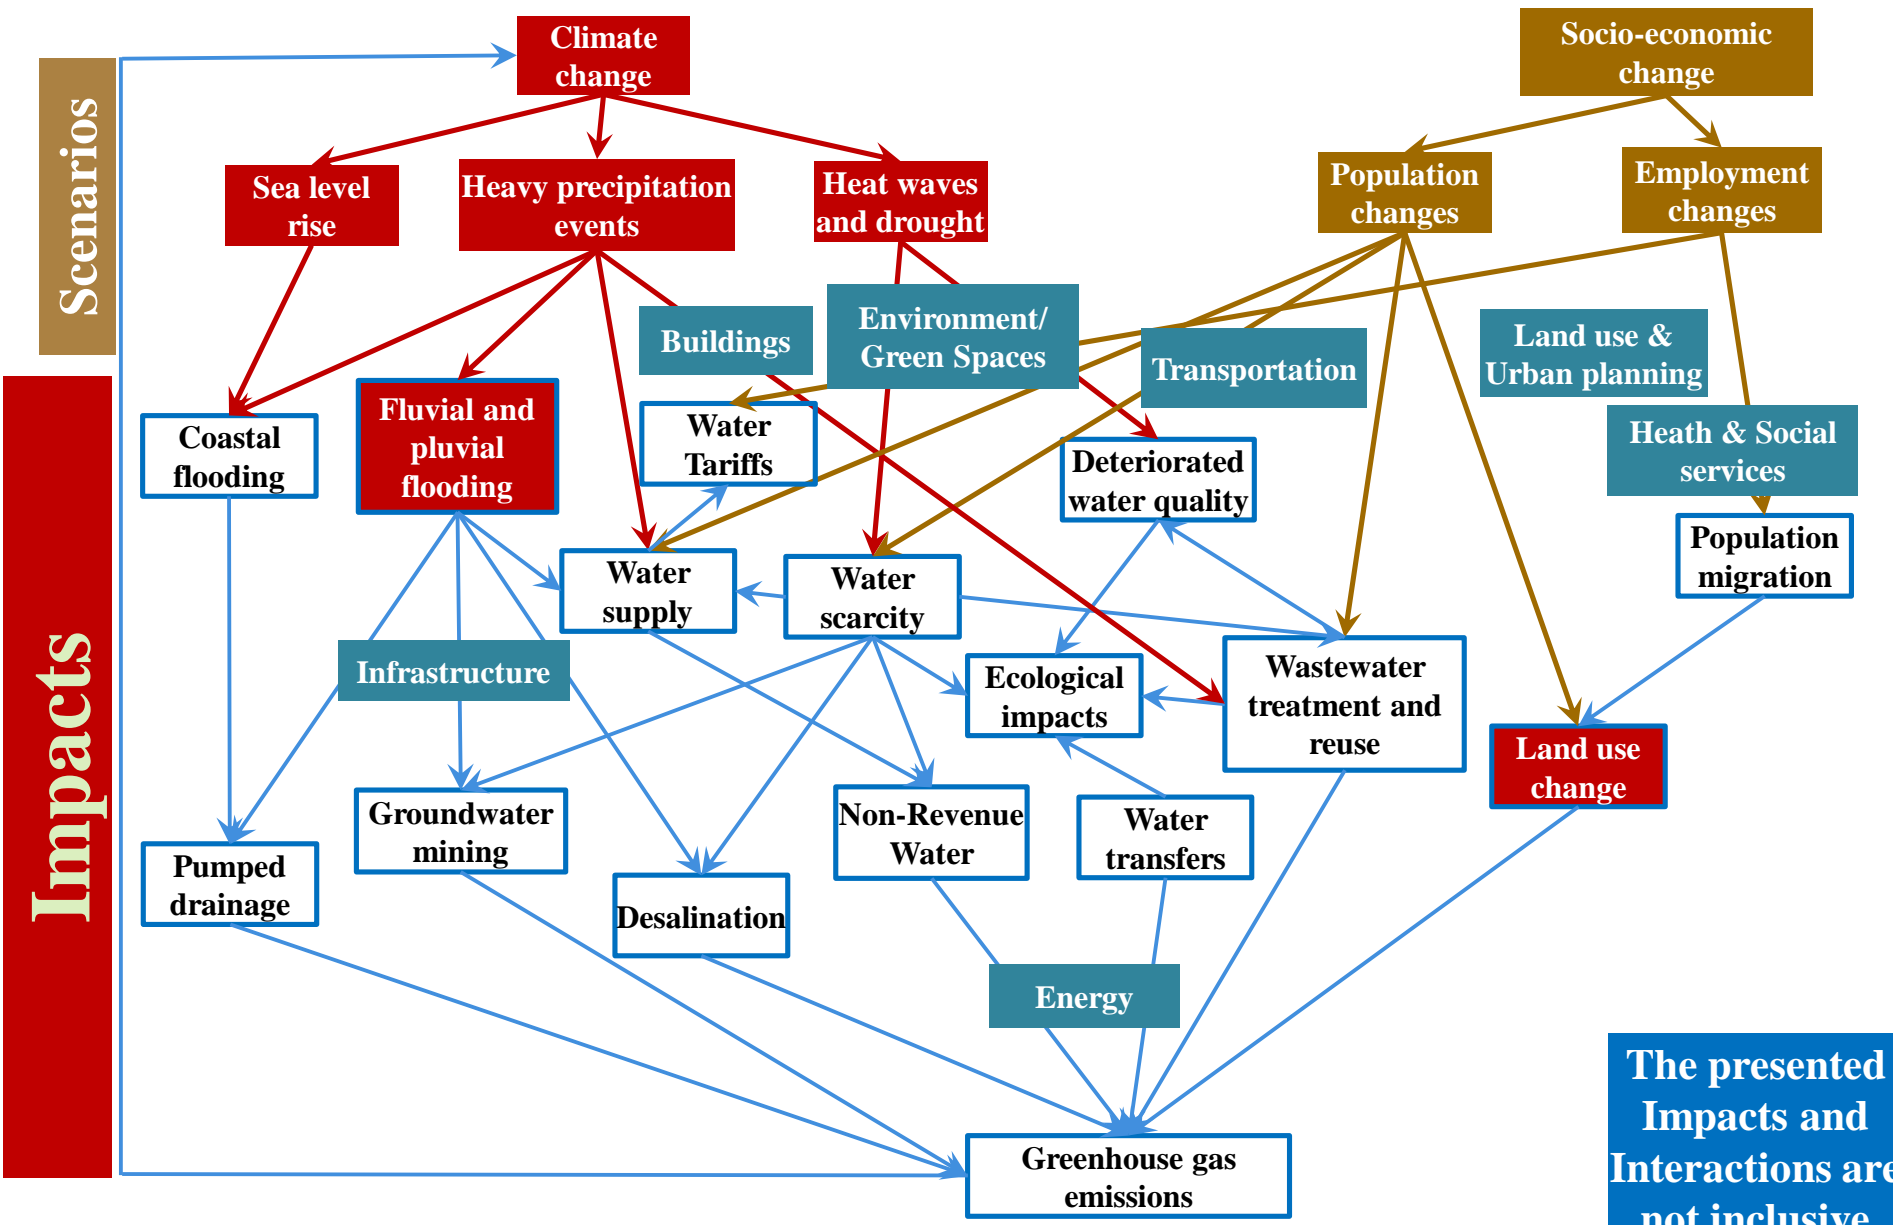 Climate
change
Socio-economic
change
Scenarios
Sea level
rise
Heavy precipitation
events
Heat waves
and drought
Population
changes
Employment
changes
Buildings
Environment/
Green Spaces
Transportation
Land use &
Urban planning
Heath & Social
services
Impacts
Coastal
flooding
Fluvial and
pluvial
flooding
Water
Tariffs
Deteriorated
water quality
Population
migration
Water
supply
Water
scarcity
Infrastructure
Ecological
impacts
Wastewater
treatment and
reuse
Land use
change
Pumped
drainage
Groundwater
mining
Desalination
Non-Revenue
Water
Water
transfers
Energy
Greenhouse gas
emissions
The presented
Impacts and
Interactions are
not inclusive